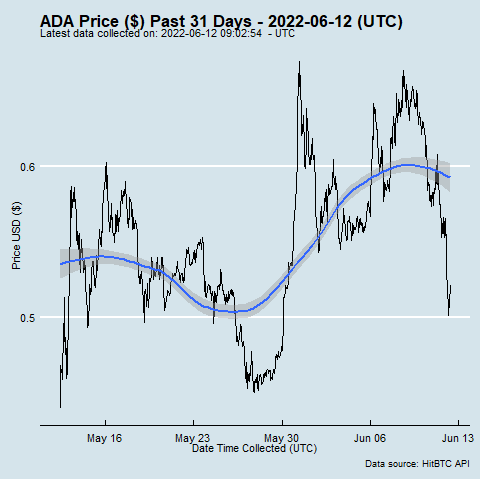 ADA Price ($) Past 31 Days - 2022-06-12 (UTC)
Latest data collected on: 2022-06-12 09:02:54 - UTC
0.6
Price USD ($)
0.5
May 16
May 23
May 30
Jun 06
Jun 13
Date Time Collected (UTC)
Data source: HitBTC API